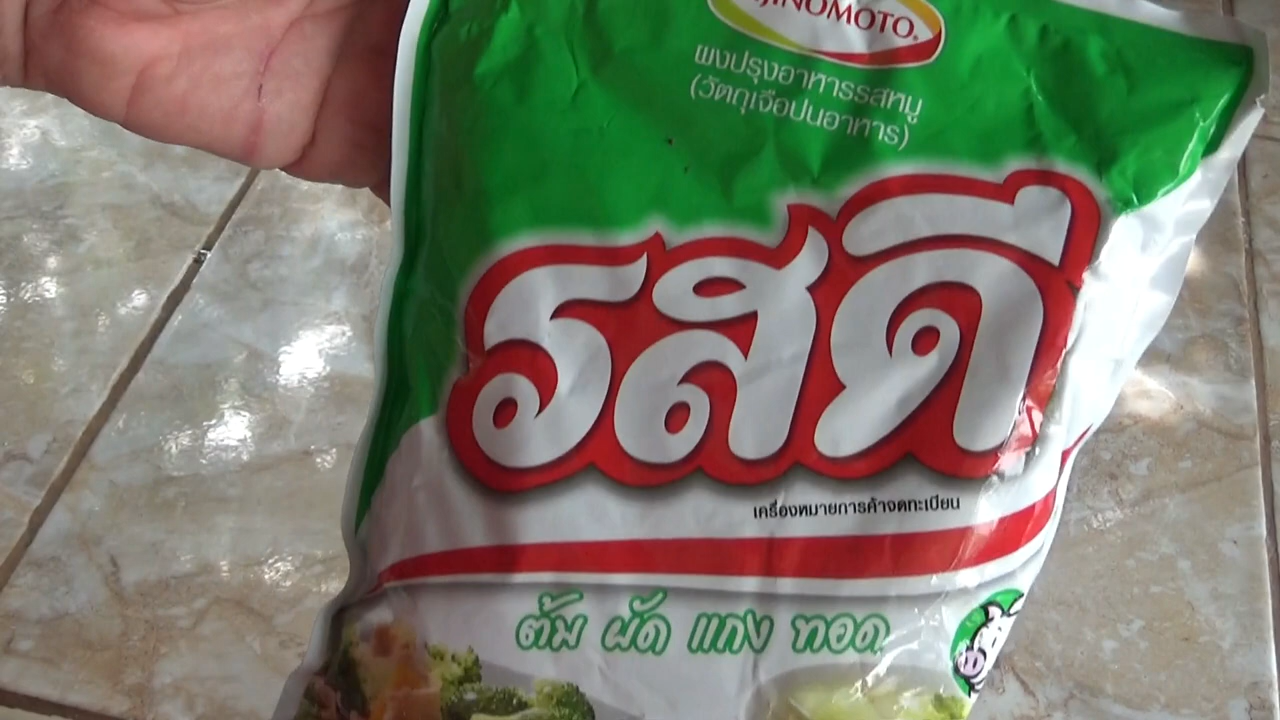 AJINOMOTO®
ผงปรุงอาหารรสหมู
(วัตถุเจือปนอาหาร)
รสดี
เครื่องหมายการค้าจดทะเบียน
ต้ม ผัด แกง ทอด